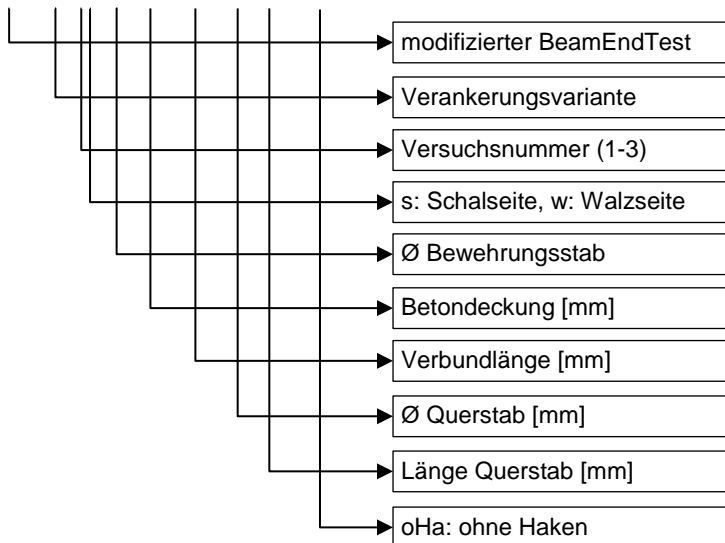 modifizierter BeamEndTest
Verankerungsvariante
Versuchsnummer (1-3)
s: Schalseite, w: Walzseite
Ø Bewehrungsstab
Betondeckung [mm]
Verbundlänge [mm]
Ø Querstab [mm]
Länge Querstab [mm]
oHa: ohne Haken